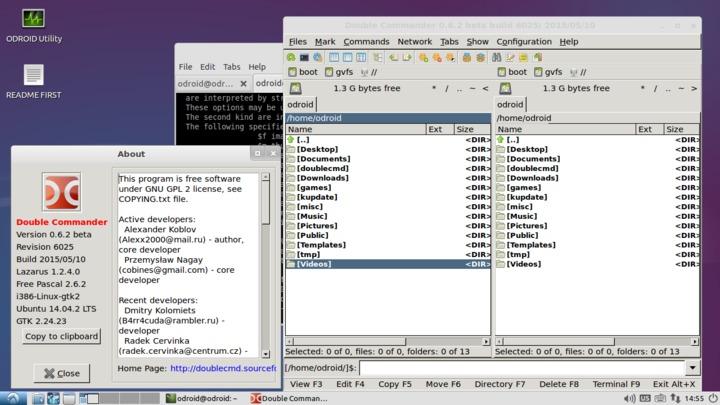 ODROID Utility
README FIRST
File Edit Tabs Help
odroid@odr...
odroid
are interpreted by str
These options may be u
The second kind are in
The following specifie
$f ima
Double Commander 0.6.2 beta build 6025; 2015/05/10
Files Mark Commands Network Tabs Show Configuration Help
boot gvfs //
boot gvfs //
1.3 G bytes free * / .. ~ <
1.3 G bytes free * / .. ~ >
odroid
odroid
/home/odroid
/home/odroid
Name Ext Size
Name Ext Size
[..] <DIR>
[Desktop] <DIR>
[Documents] <DIR>
[doublecmd] <DIR>
[Downloads] <DIR>
[games] <DIR>
[kupdate] <DIR>
[misc] <DIR>
[Music] <DIR>
[Pictures] <DIR>
[Public] <DIR>
[Templates] <DIR>
[tmp] <DIR>
[Videos] <DIR>
[..] <DIR>
[Desktop] <DIR>
[Documents] <DIR>
[doublecmd] <DIR>
[Downloads] <DIR>
[games] <DIR>
[kupdate] <DIR>
[misc] <DIR>
[Music] <DIR>
[Pictures] <DIR>
[Public] <DIR>
[Templates] <DIR>
[tmp] <DIR>
[Videos] <DIR>
Selected: 0 of 0, files: 0 of 0, folders: 0 of 13
Selected: 0 of 0, files: 0 of 0, folders: 0 of 13
[/home/odroid/]$:
View F3 Edit F4 Copy F5 Move F6 Directory F7 Delete F8 Terminal F9 Exit Alt+X
About
Double Commander
Version 0.6.2 beta
Revision 6025
Build 2015/05/10
Lazarus 1.2.4.0
Free Pascal 2.6.2
i386-Linux-gtk2
Ubuntu 14.04.2 LTS
GTK 2.24.23
Copy to clipboard
Close
This program is free software
under GNU GPL 2 license, see
COPYING.txt file.
Active developers:
Alexander Koblov
(Alexx2000@mail.ru) - author,
core developer
Przemysław Nagay
(cobines@gmail.com) - core
developer
Recent developers:
Dmitry Kolomiets
(B4rr4cuda@rambler.ru) -
developer
Radek Cervinka
(radek.cervinka@centrum.cz) -
Home Page: http://doublecmd.sourcefo
odroid@odroid: ~
Double Comman...
US
14:55